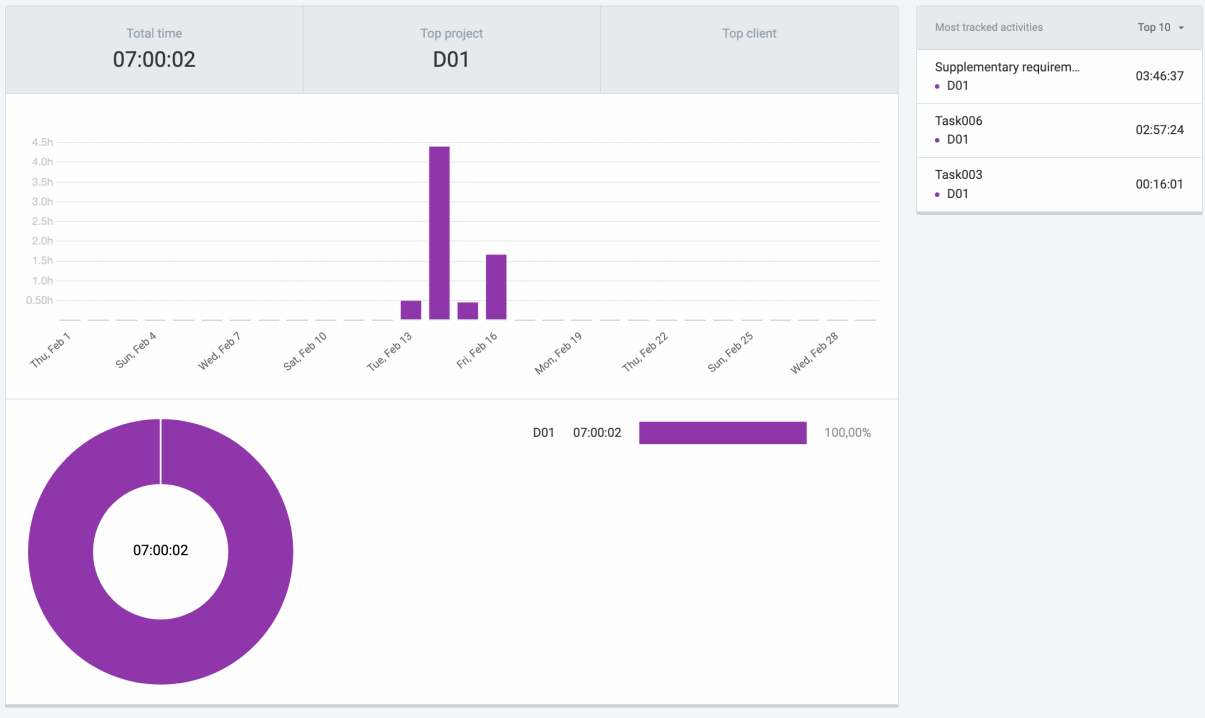 Total time
07:00:02
Top project
D01
Top client
4.5h
4.0h
3.5h
3.0h
2.5h
2.0h
1.5h
1.0h
0.50h
Thu, Feb 1
Sun, Feb 4
Wed, Feb 7
Sat, Feb 10
Tue, Feb 13
Fri, Feb 16
Mon, Feb 19
Thu, Feb 22
Sun, Feb 25
Wed, Feb 28
D01 07:00:02 100,00%
07:00:02
Most tracked activities Top 10
Supplementary requirem...
D01
03:46:37
Task006
D01
02:57:24
Task003
D01
00:16:01